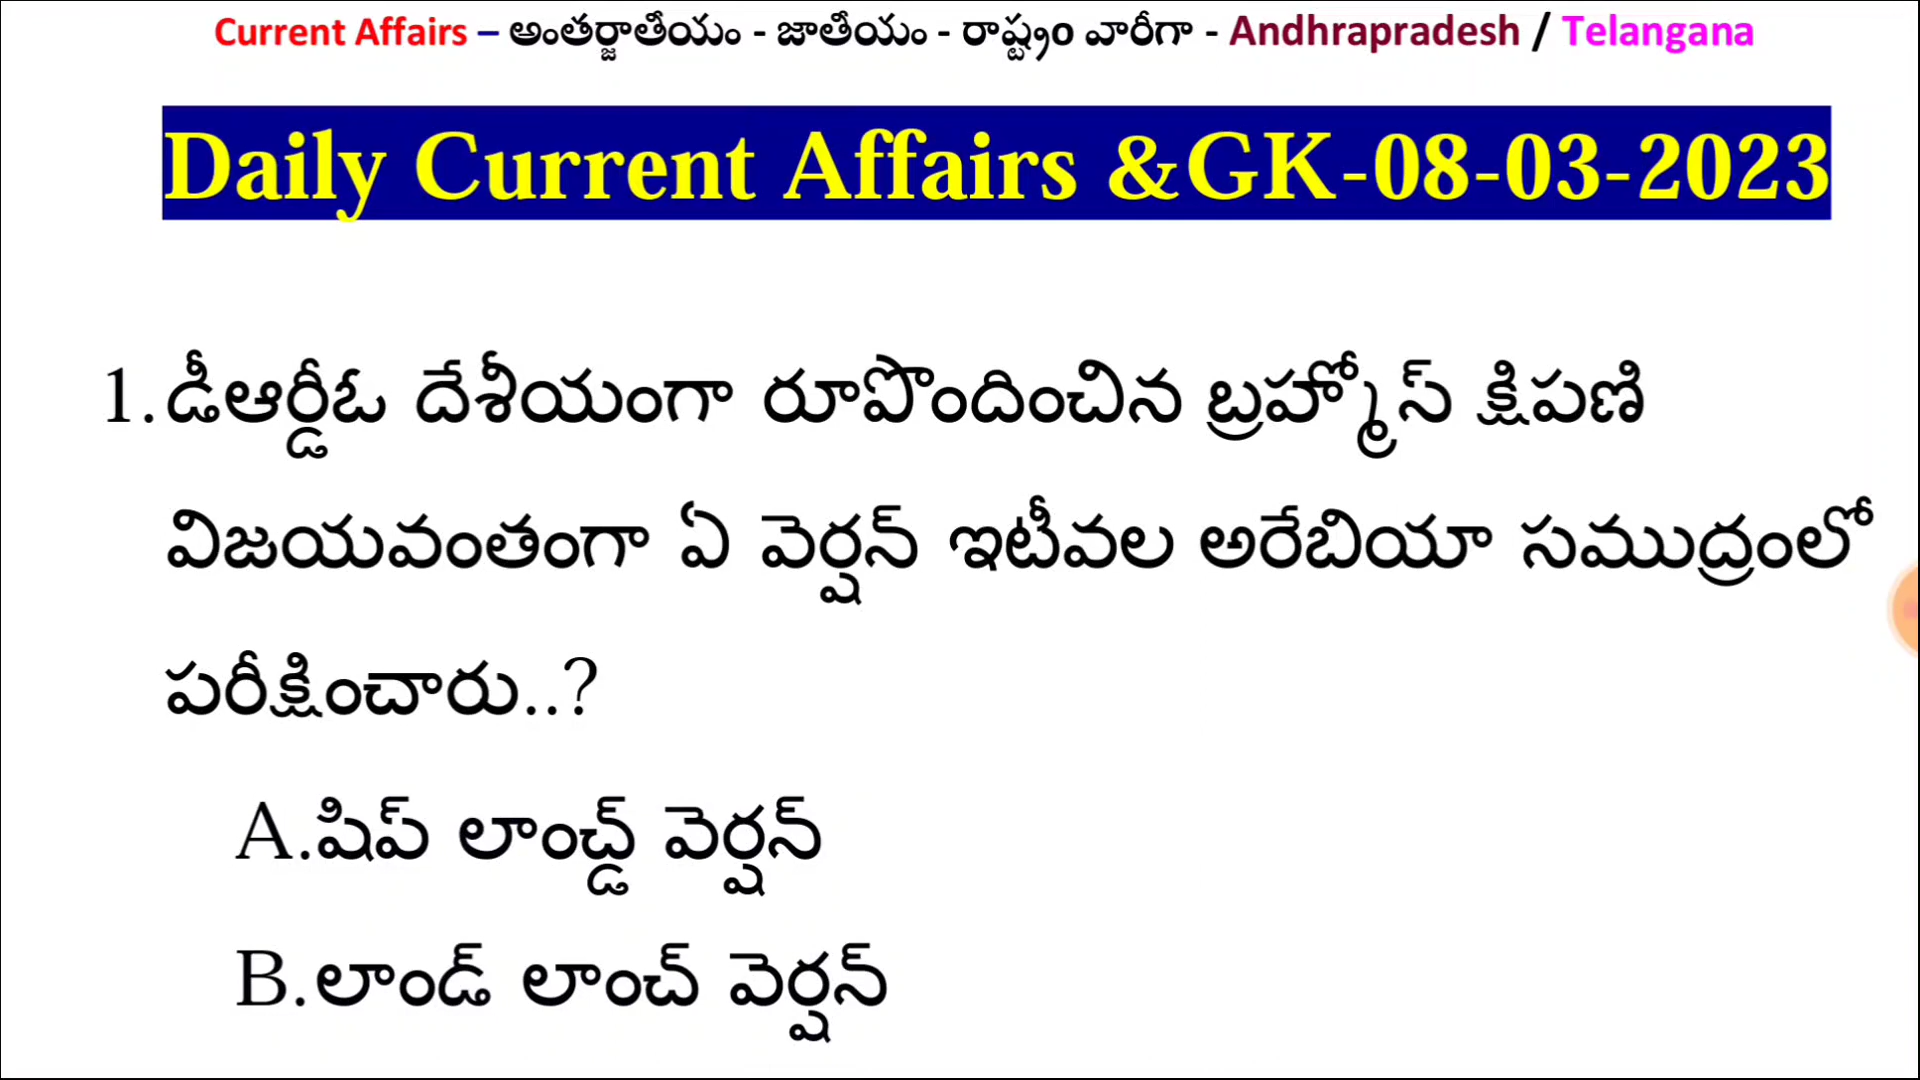 Current Affairs – అంతర్జాతీయం - జాతీయం - రాష్ట్రం వారీగా - Andhrapradesh / Telangana
Daily Current Affairs &GK-08-03-2023
1.డీఆర్డీఓ దేశీయంగా రూపొందించిన బ్రహ్మోస్ క్షిపణి
విజయవంతంగా ఏ వెర్షన్ ఇటీవల అరేబియా సముద్రంలో
పరీక్షించారు..?
A.షిప్ లాంచ్డ్ వెర్షన్
B.లాండ్ లాంచ్ వెర్షన్